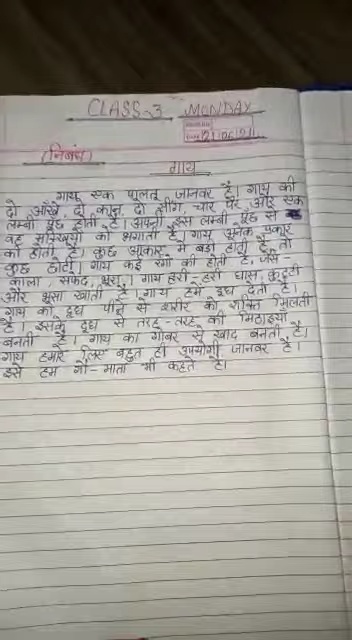 CLASS-3 MONDAY
21/06/21
(निबंध)
गाय
गाय एक पालतू जानवर है। गाय की
दो आँखें, दो कान, दो सींग चार पैर और एक
लम्बी पूँछ होती है। अपनी इस लम्बी पूँछ से
वह मक्खियों को भगाती है। गाय अनेक प्रकार
की होती है। कुछ आकार में बड़ी होती है, तो
कुछ छोटी। गाय कई रंगों की होती है, जैसे-
काला, सफेद, भूरा। गाय हरी-हरी घास, कुट्टी
और भूसा खाती है। गाय हमें दूध देती है।
गाय का दूध पीने से शरीर को शक्ति मिलती
है। इसके दूध से तरह-तरह की मिठाइयाँ
बनती है। गाय का गोबर से खाद बनती है।
गाय हमारे लिए बहुत ही उपयोगी जानवर है।
इसे हम गौ-माता भी कहते हैं।